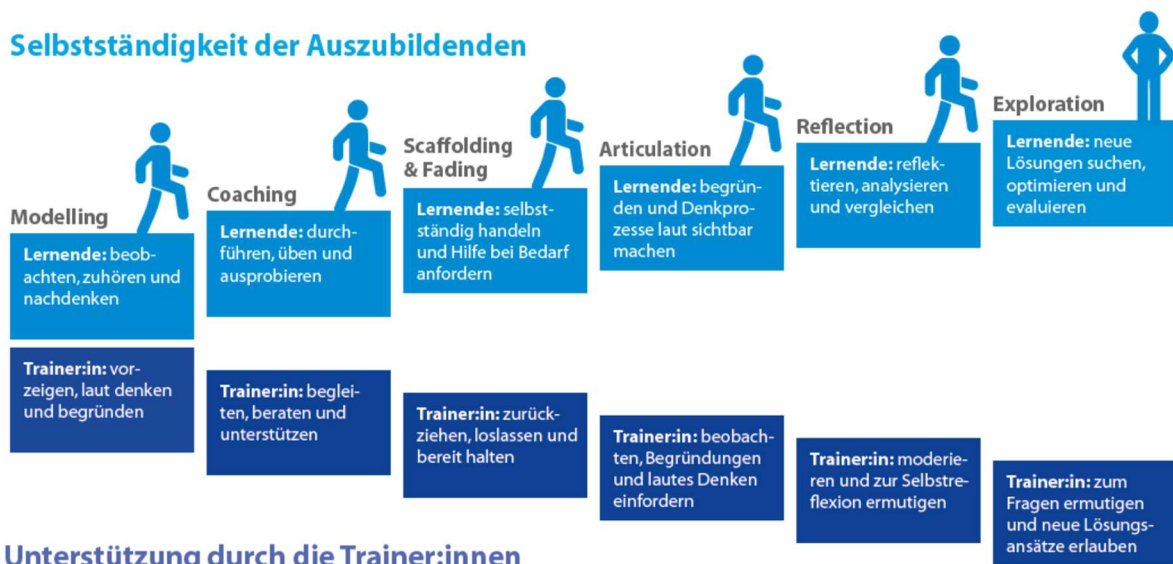 Selbstständigkeit der Auszubildenden
Modelling
Lernende: beob-
achten, zuhören und
nachdenken
Trainer:in: vor-
zeigen, laut denken
und begründen
Coaching
Lernende: durch-
führen, üben und
ausprobieren
Trainer:in: beglei-
ten, beraten und
unterstützen
Scaffolding
& Fading
Lernende: selbst-
ständig handeln
und Hilfe bei Bedarf
anfordern
Trainer:in: zurück-
ziehen, loslassen und
bereit halten
Articulation
Lernende: begrün-
den und Denkpro-
zesse laut sichtbar
machen
Trainer:in: beobach-
ten, Begründungen
und lautes Denken
einfordern
Reflection
Lernende: reflek-
tieren, analysieren
und vergleichen
Trainer:in: moderie-
ren und zur Selbstre-
flexion ermutigen
Exploration
Lernende: neue
Lösungen suchen,
optimieren und
evaluieren
Trainer:in: zum
Fragen ermutigen
und neue Lösungs-
ansätze erlauben
Unterstützung durch die Trainer:innen